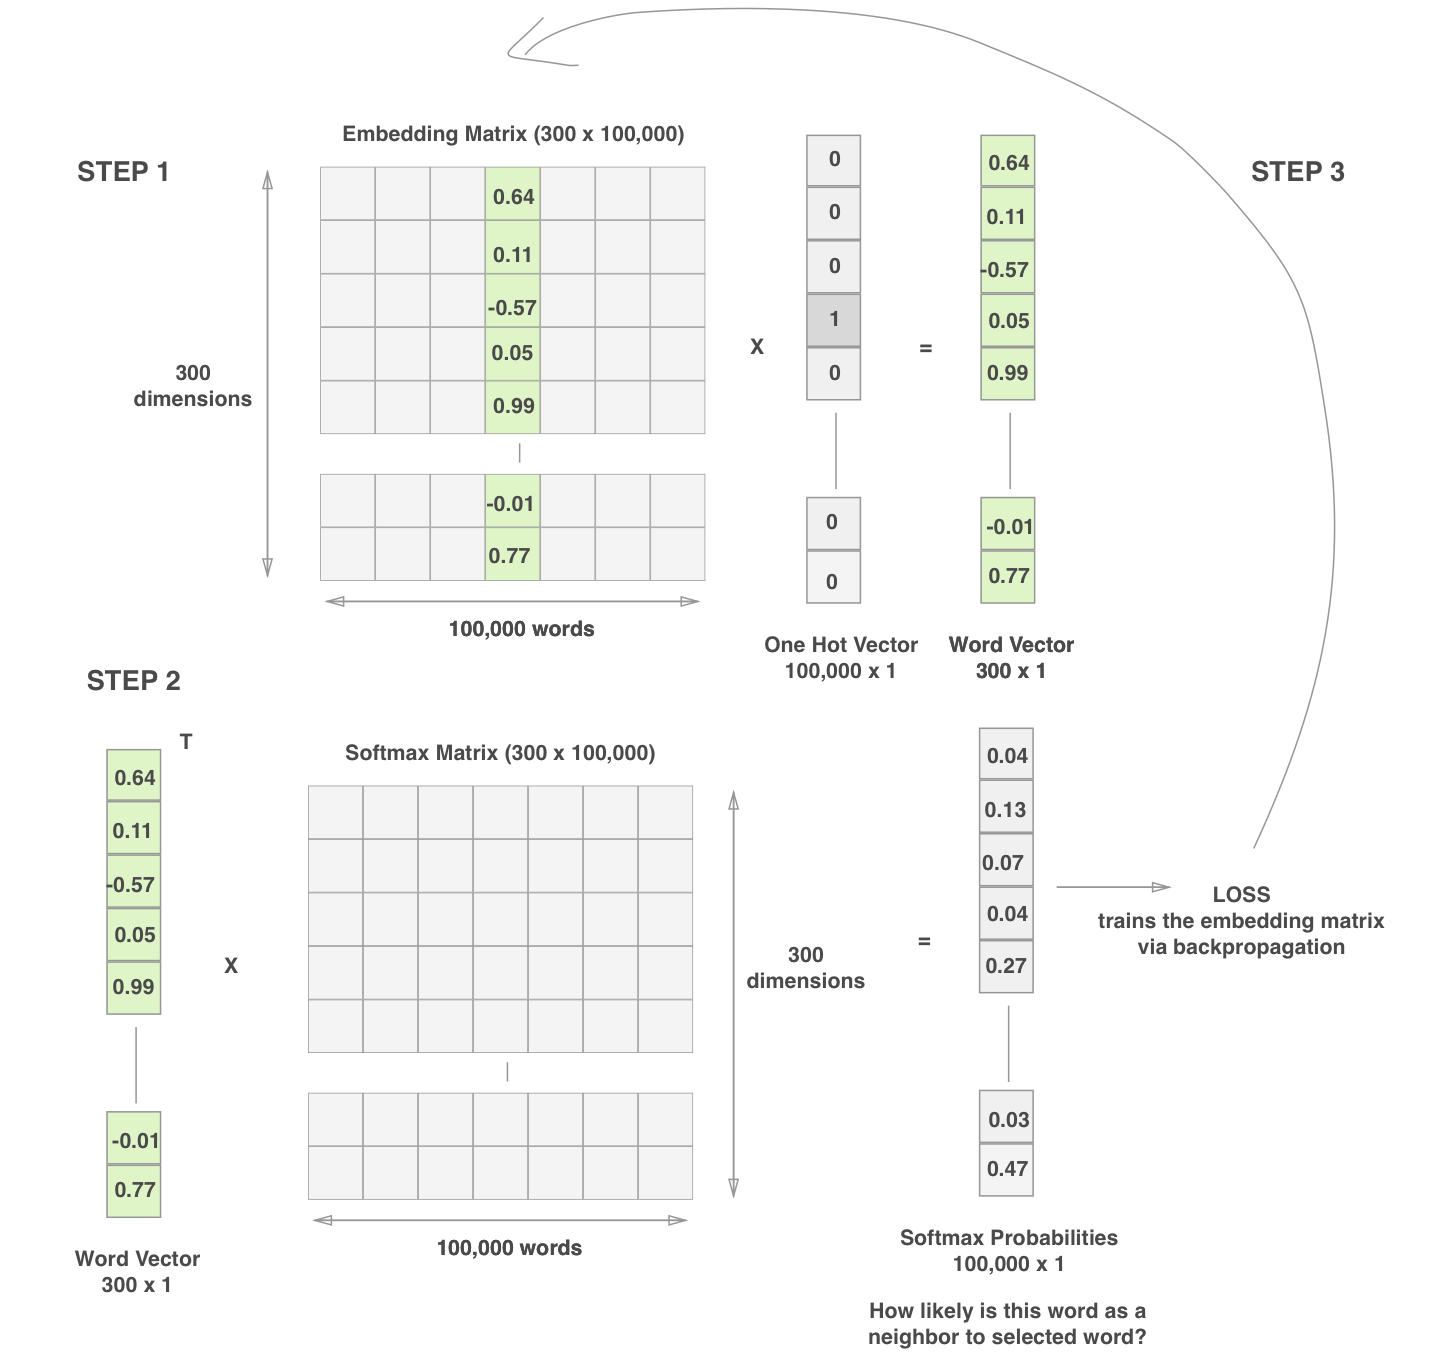 Embedding Matrix (300 x 100,000)
STEP 1
STEP 3
300
dimensions
0.64
0.11
-0.57
0.05
0.99
-0.01
0.77
100,000 words
X
0
0
0
1
0
0
0
One Hot Vector
100,000 x 1
=
0.64
0.11
-0.57
0.05
0.99
-0.01
0.77
Word Vector
300 x 1
STEP 2
T
0.64
0.11
-0.57
0.05
0.99
-0.01
0.77
Word Vector
300 x 1
X
Softmax Matrix (300 x 100,000)
100,000 words
300
dimensions
=
0.04
0.13
0.07
0.04
0.27
0.03
0.47
Softmax Probabilities
100,000 x 1
How likely is this word as a
neighbor to selected word?
LOSS
trains the embedding matrix
via backpropagation